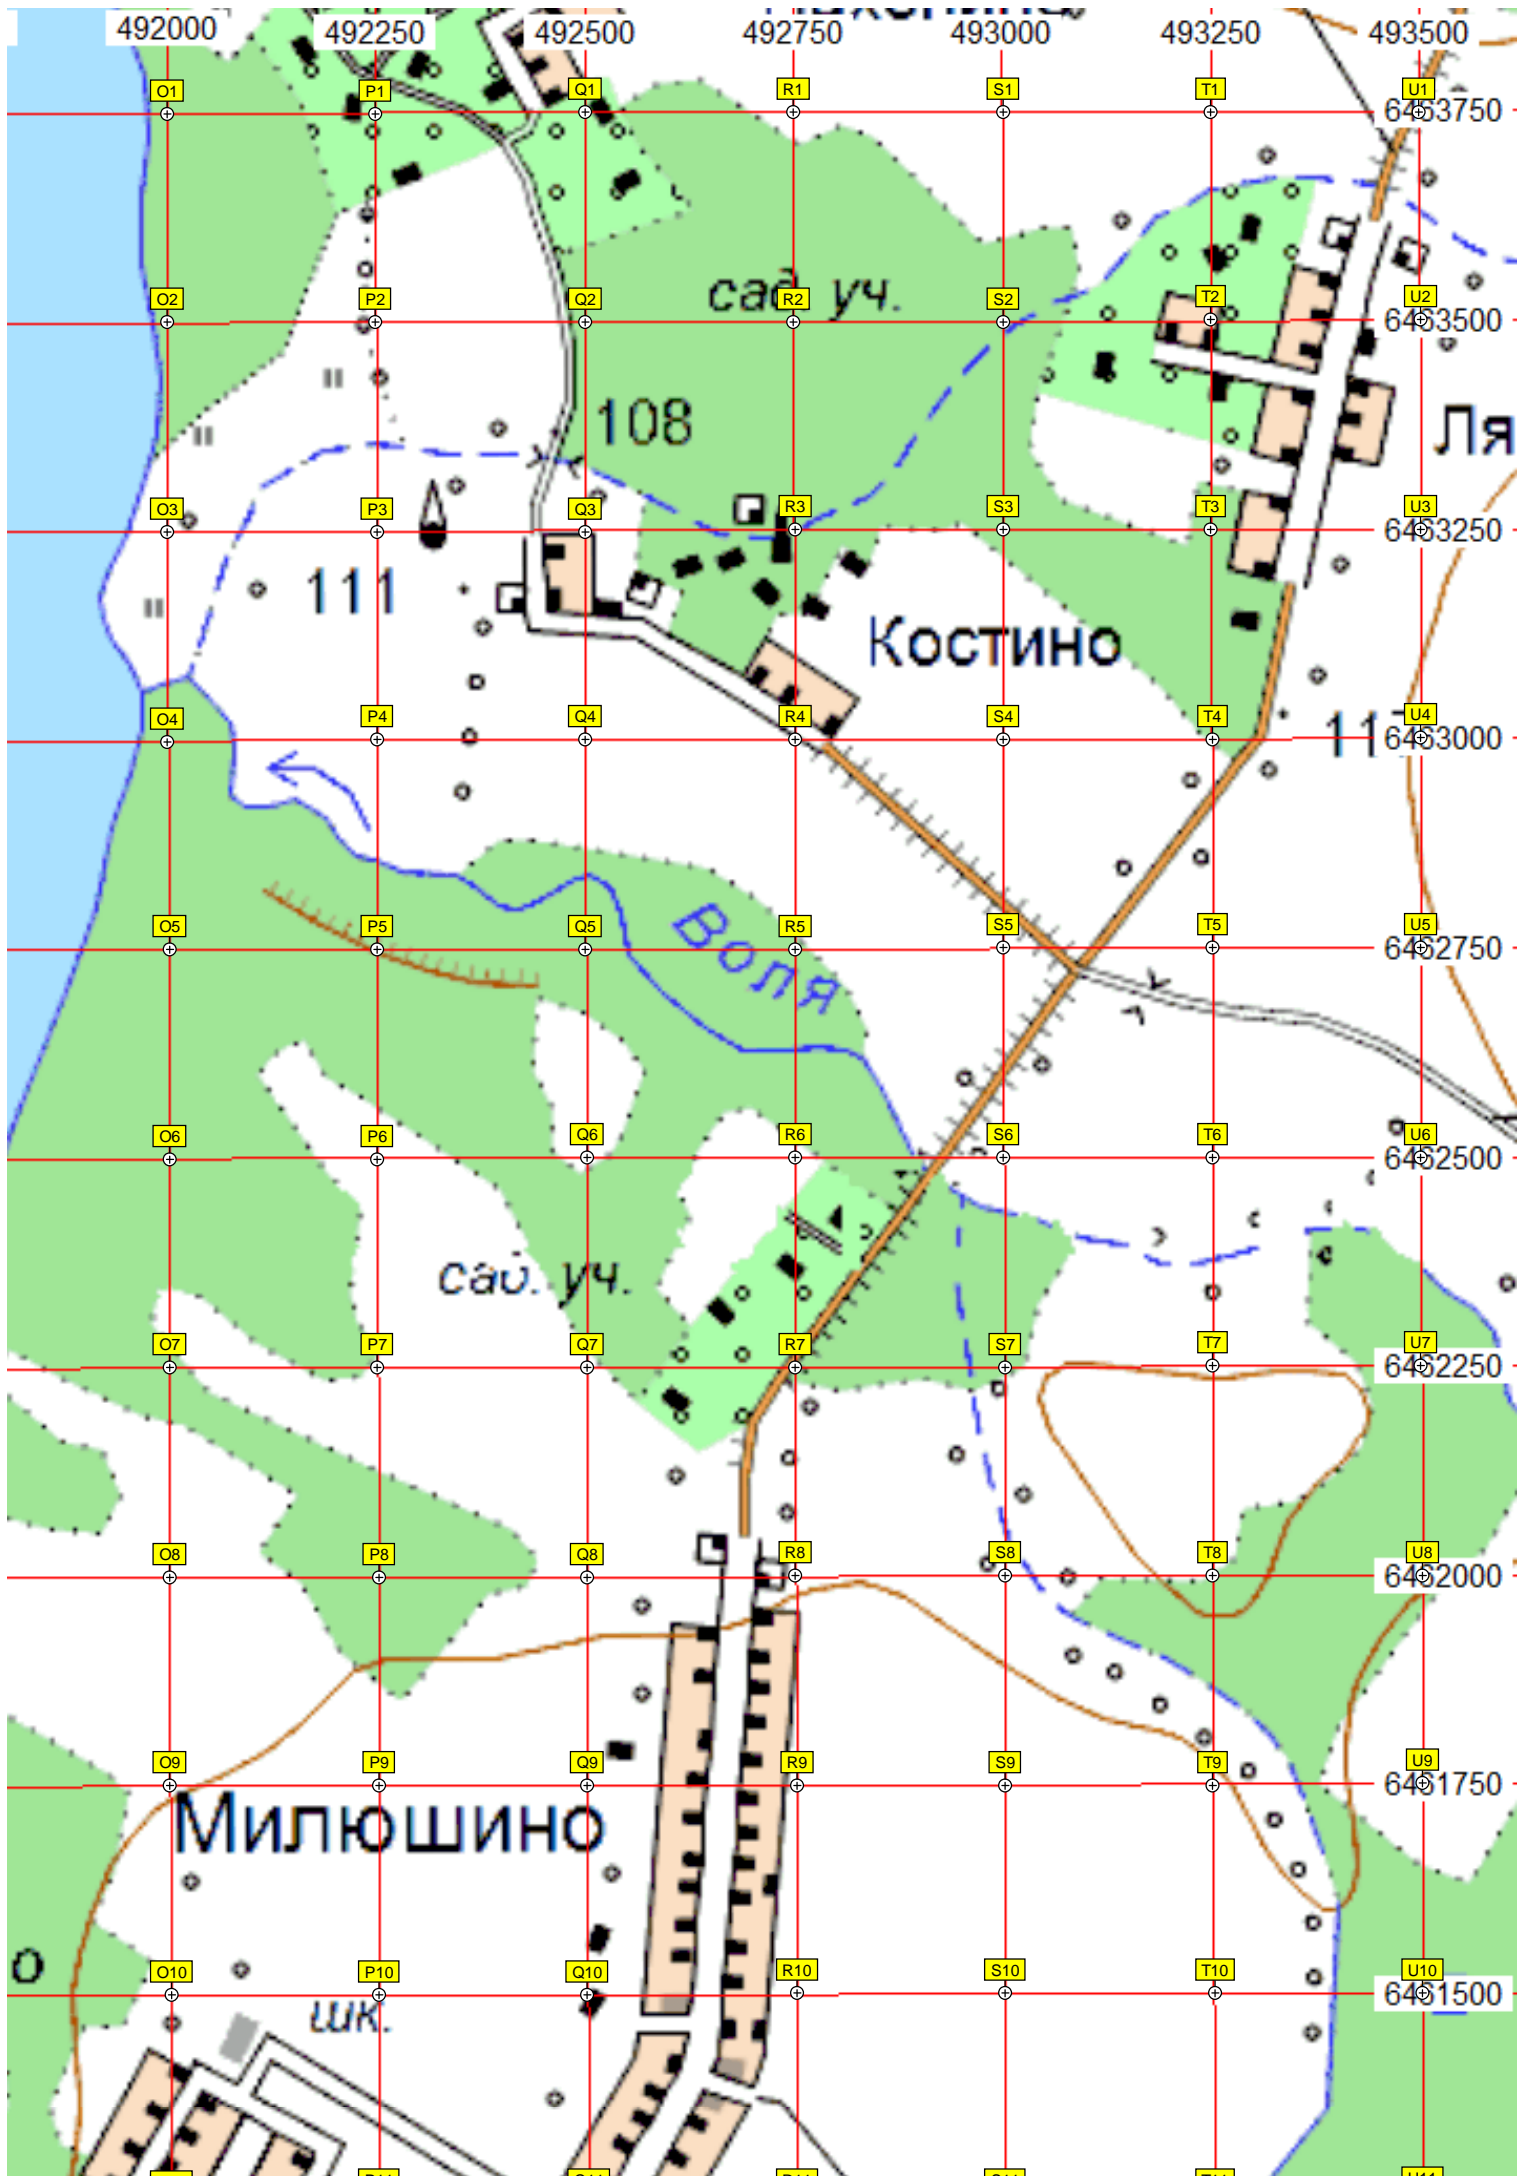 492000 492250 492500 492750 493000 493250 493500
O1 P1 Q1 R1 S1 T1 U1 6463750
сад. уч.
O2 P2 Q2 R2 S2 T2 U2 6463500
108 Ля
O3 P3 Q3 R3 S3 T3 U3 6463250
111
Костино
O4 P4 Q4 R4 S4 T4 U4 6463000
Воля
O5 P5 Q5 R5 S5 T5 U5 6462750
O6 P6 Q6 R6 S6 T6 U6 6462500
сад. уч.
O7 P7 Q7 R7 S7 T7 U7 6462250
O8 P8 Q8 R8 S8 T8 U8 6462000
O9 P9 Q9 R9 S9 T9 U9 6461750
Милюшино
о
O10 P10 Q10 R10 S10 T10 U10 6461500
шк.